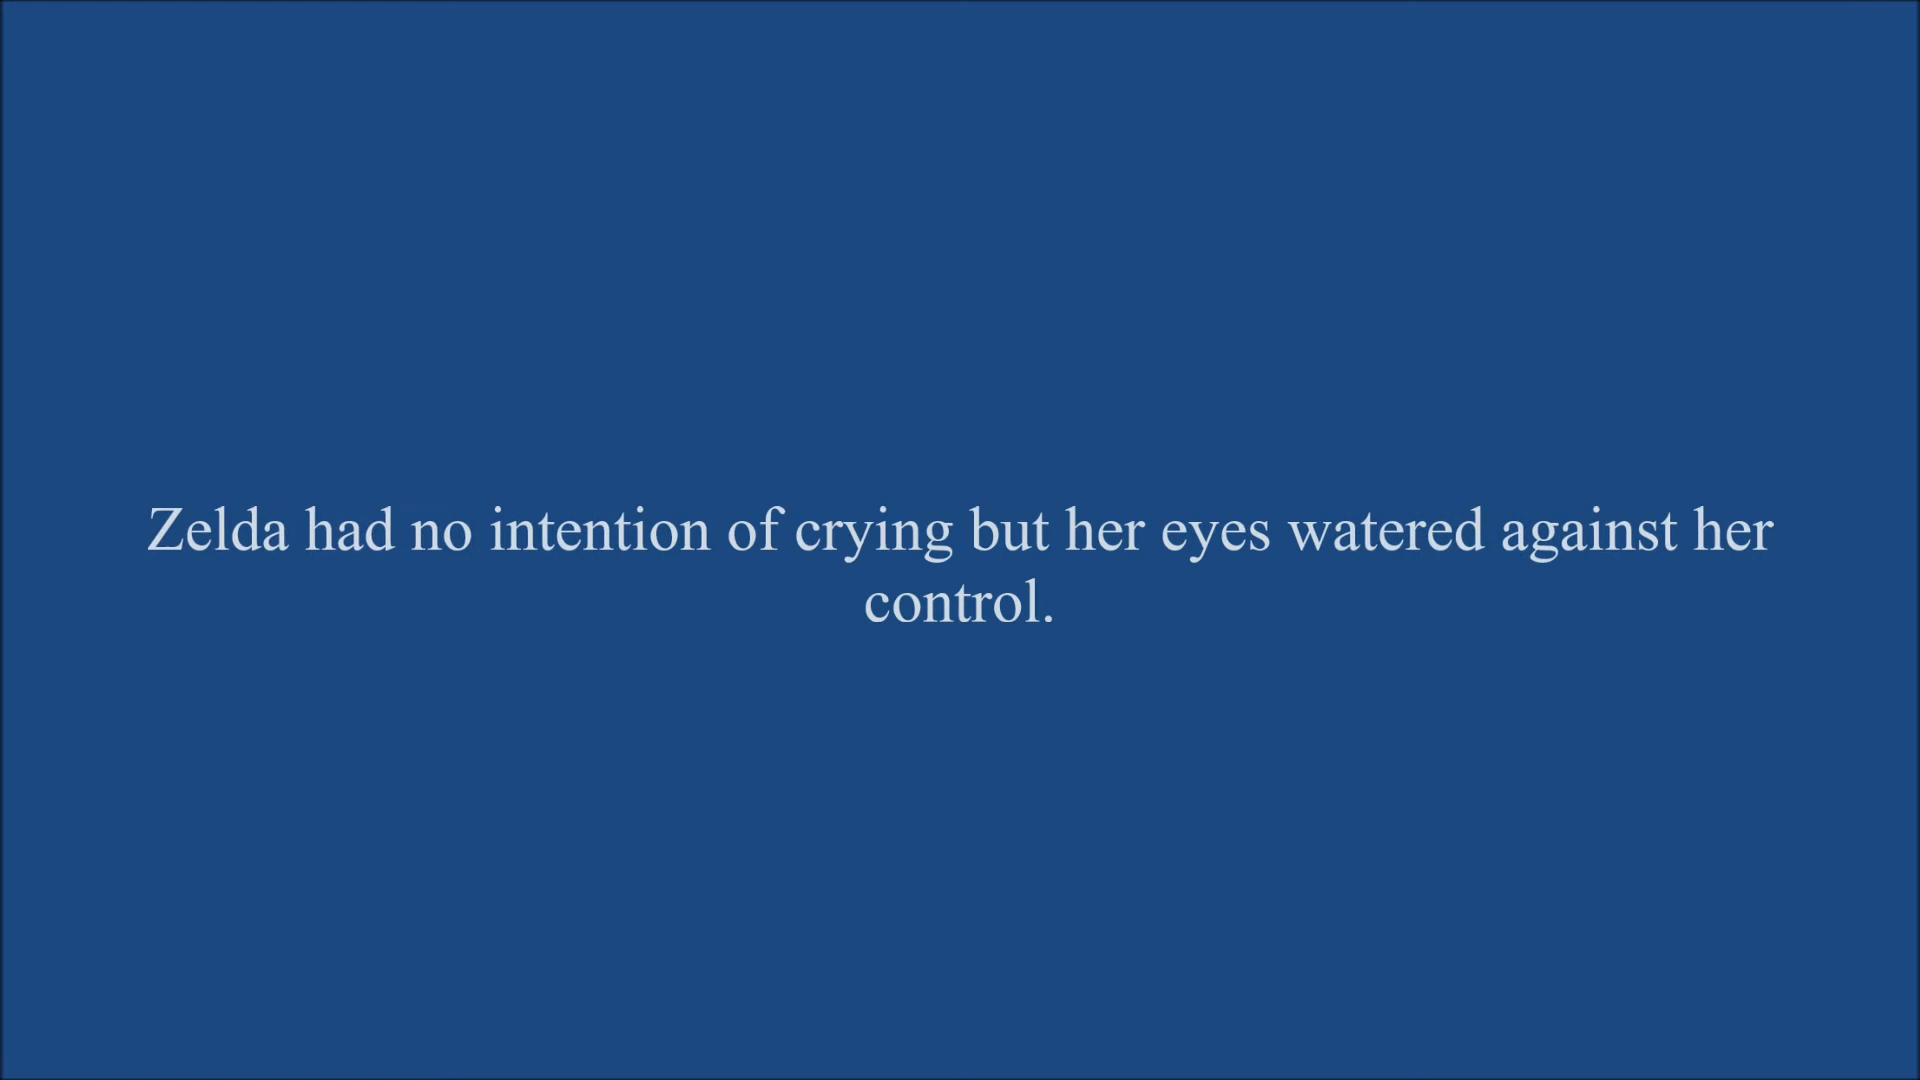 Zelda had no intention of crying but her eyes watered against her
control.